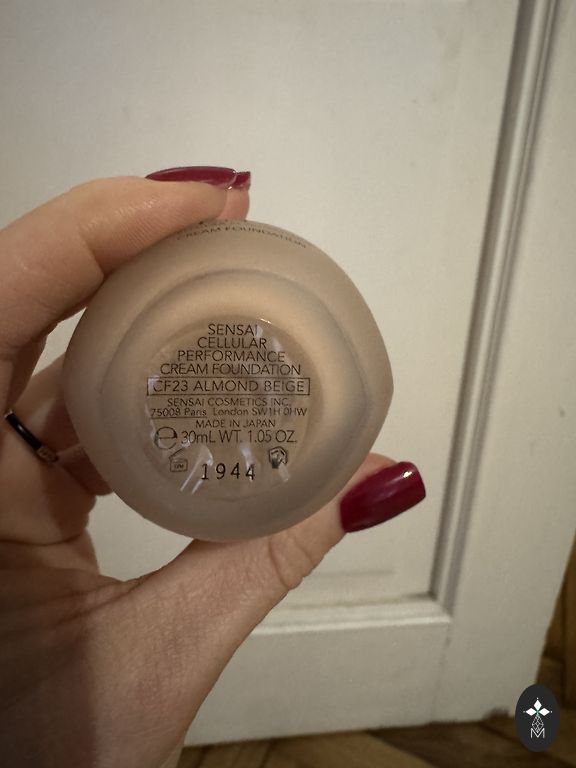 CREAM FOUNDATION
SENSAI
CELLULAR
PERFORMANCE
CREAM FOUNDATION
CF23 ALMOND BEIGE
SENSAI COSMETICS INC.
75008 Paris London SW1H 0HW
MADE IN JAPAN
℮ 30mL WT. 1.05 OZ.
1944
M